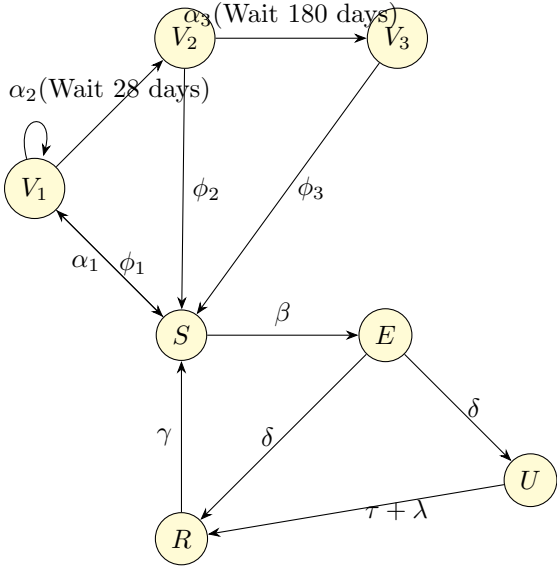 α₃(Wait 180 days)
V₂
V₃
α₂(Wait 28 days)
V₁
ϕ₂
ϕ₃
α₁
ϕ₁
β
S
E
γ
δ
δ
U
τ + λ
R